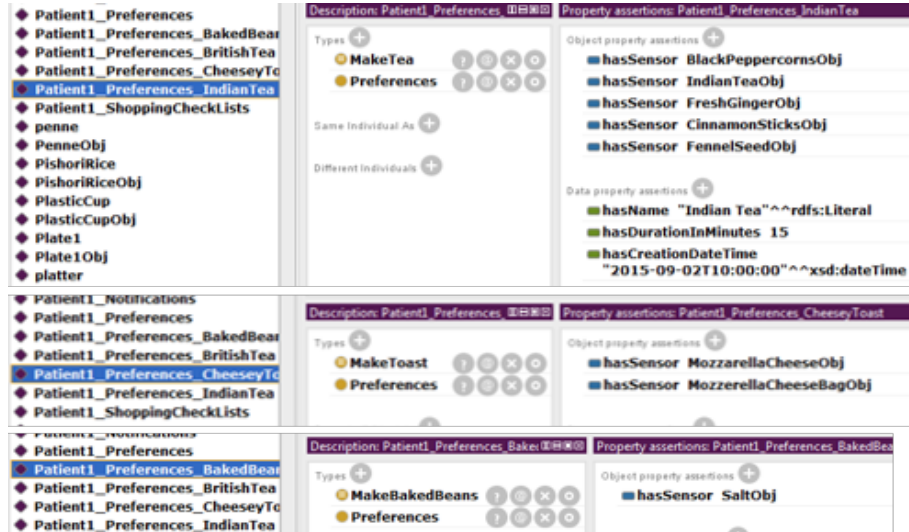 Patient1_Preferences
Patient1_Preferences_BakedBear
Patient1_Preferences_BritishTea
Patient1_Preferences_CheeseyTo
Patient1_Preferences_IndianTea
Patient1_ShoppingCheckLists
penne
PenneObj
PishoriRice
PishoriRiceObj
PlasticCup
PlasticCupObj
Plate1
Plate1Obj
platter
Description: Patient1_Preferences_
Types
MakeTea
Preferences
Same Individual As
Different Individuals
Property assertions: Patient1_Preferences_IndianTea
Object property assertions
hasSensor BlackPeppercornsObj
hasSensor IndianTeaObj
hasSensor FreshGingerObj
hasSensor CinnamonSticksObj
hasSensor FennelSeedObj
Data property assertions
hasName "Indian Tea"^^rdfs:Literal
hasDurationInMinutes 15
hasCreationDateTime
"2015-09-02T10:00:00"^^xsd:dateTime
Patient1_Notifications
Patient1_Preferences
Patient1_Preferences_BakedBear
Patient1_Preferences_BritishTea
Patient1_Preferences_CheeseyTo
Patient1_Preferences_IndianTea
Patient1_ShoppingCheckLists
Description: Patient1_Preferences_
Types
MakeToast
Preferences
Property assertions: Patient1_Preferences_CheeseyToast
Object property assertions
hasSensor MozzarellaCheeseObj
hasSensor MozzerellaCheeseBagObj
Patient1_Notifications
Patient1_Preferences
Patient1_Preferences_BakedBear
Patient1_Preferences_BritishTea
Patient1_Preferences_CheeseyTo
Patient1_Preferences_IndianTea
Description: Patient1_Preferences_Baked
Types
MakeBakedBeans
Preferences
Property assertions: Patient1_Preferences_BakedBea
Object property assertions
hasSensor SaltObj